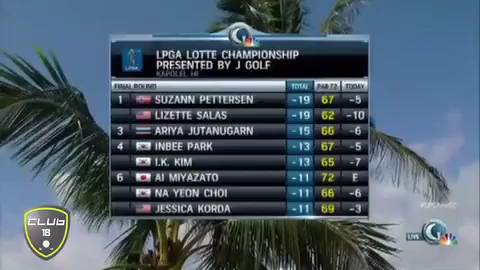 LPGA LOTTE CHAMPIONSHIP
PRESENTED BY J GOLF
KAPOLEI, HI
LPGA
FINAL ROUND TOTAL PAR 72 TODAY
1 SUZANN PETTERSEN -19 67 -5
LIZETTE SALAS -19 62 -10
3 ARIYA JUTANUGARN -15 66 -6
4 INBEE PARK -13 67 -5
I.K. KIM -13 65 -7
6 AI MIYAZATO -11 72 E
NA YEON CHOI -11 66 -6
JESSICA KORDA -11 69 -3
CLUB
18
LIVE